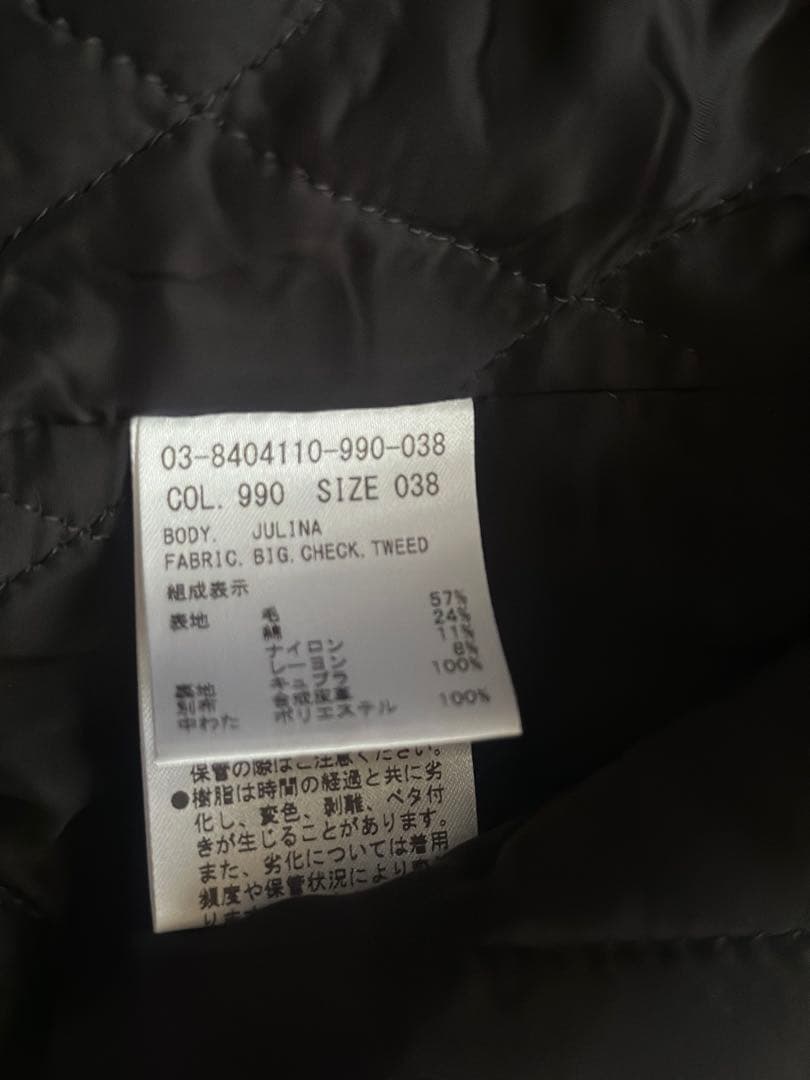 03-8404110-990-038
COL. 990 SIZE 038
BODY. JULINA
FABRIC. BIG. CHECK. TWEED
組成表示
表地 毛 57%
綿 24%
ナイロン 11%
レーヨン 8%
裏地 キュプラ 100%
別布 合成皮革
中わた ポリエステル 100%
保管の際はご注意ください。
●樹脂は時間の経過と共に劣
化し、変色、剥離、ベタ付
きが生じることがあります。
また、劣化については着用
頻度や保管状況により
ります